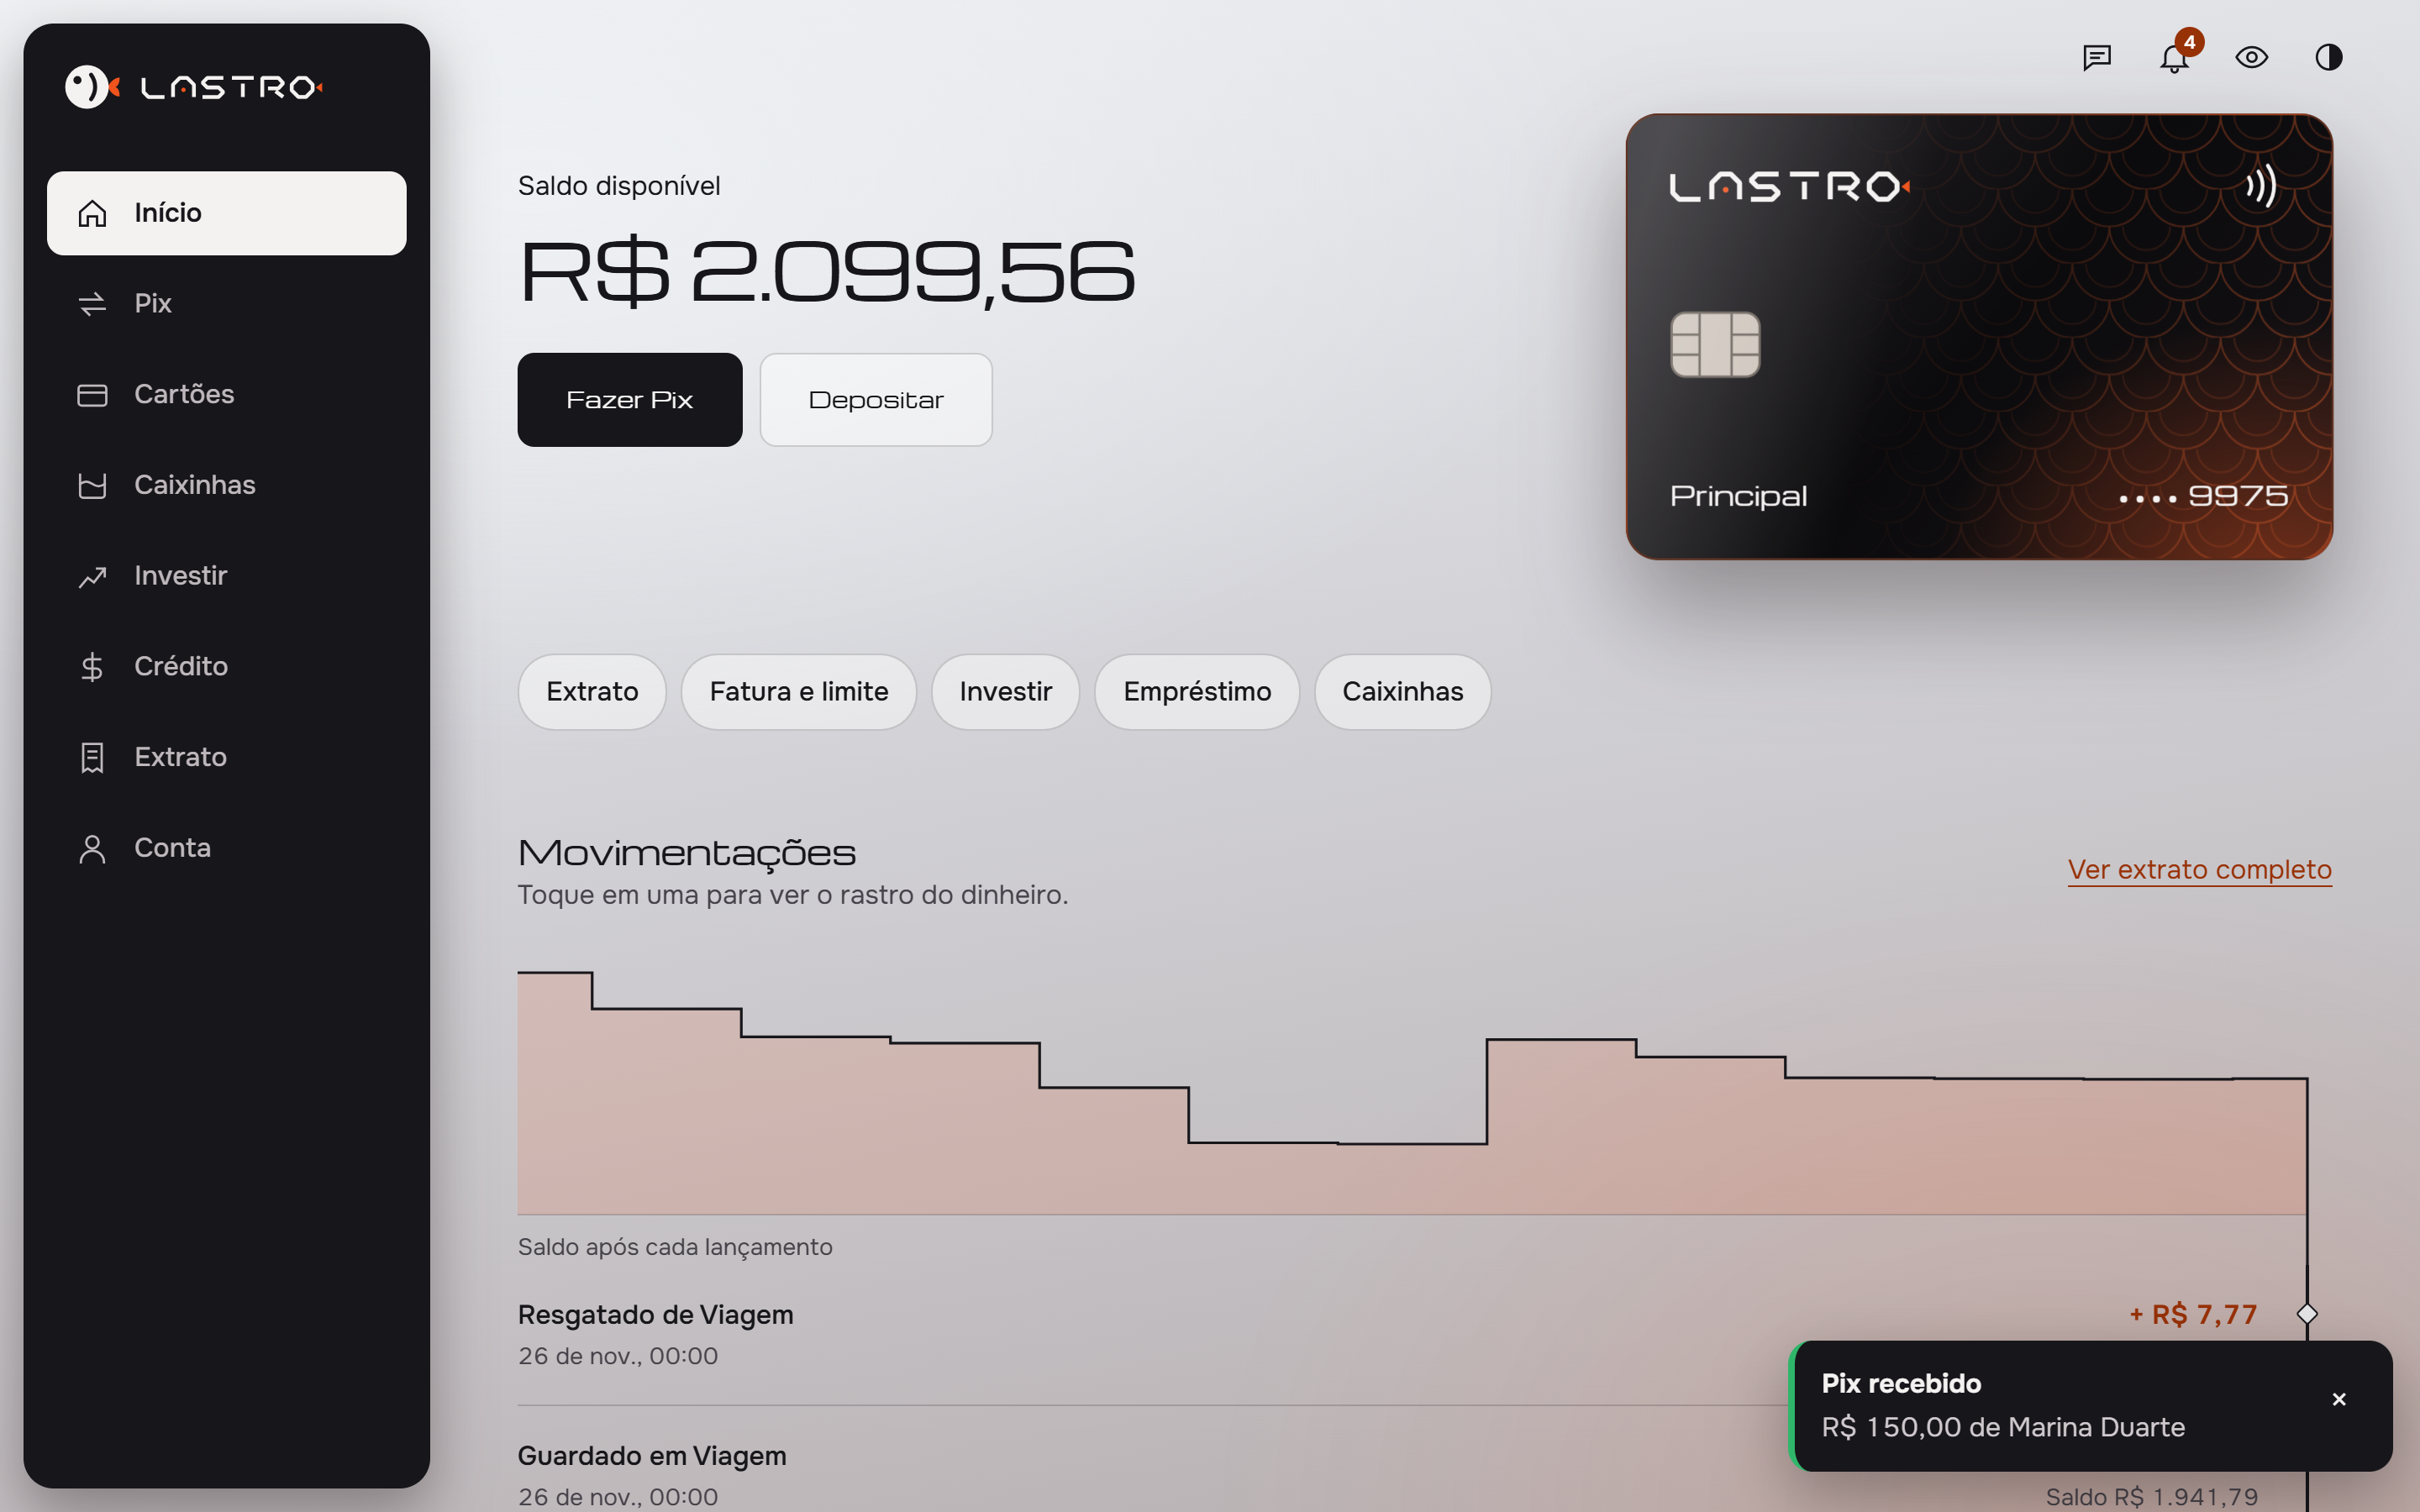 LASTRO
Início
Pix
Cartões
Caixinhas
Investir
Crédito
Extrato
Conta
4
Saldo disponível
R$ 2.099,56
Fazer Pix
Depositar
LASTRO
Principal
•••• 9975
Extrato
Fatura e limite
Investir
Empréstimo
Caixinhas
Movimentações
Toque em uma para ver o rastro do dinheiro.
Ver extrato completo
Saldo após cada lançamento
Resgatado de Viagem
+ R$ 7,77
26 de nov., 00:00
Pix recebido
×
R$ 150,00 de Marina Duarte
Guardado em Viagem
26 de nov., 00:00
Saldo R$ 1.941,79